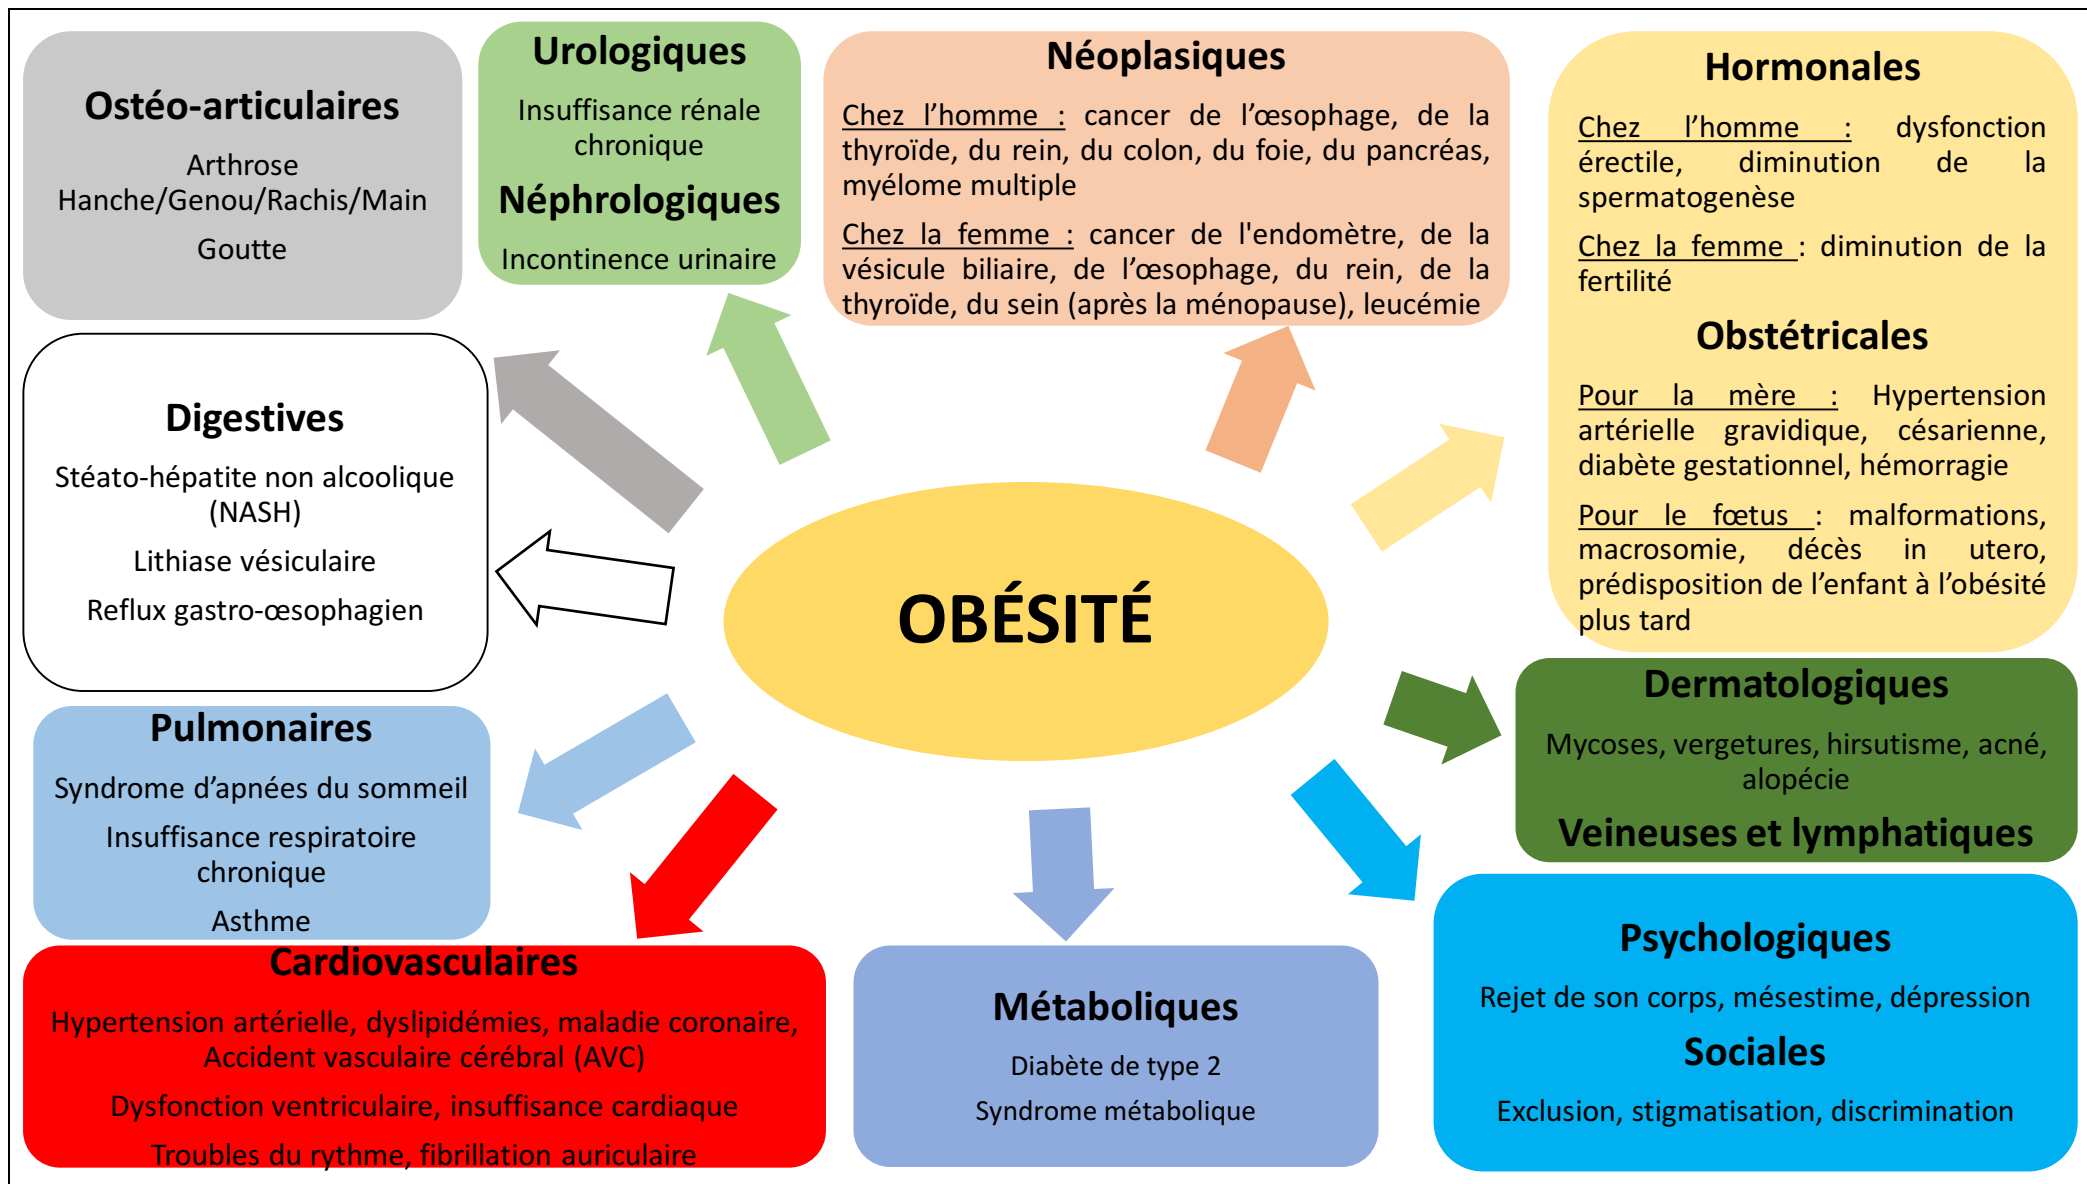 Ostéo-articulaires
Arthrose
Hanche/Genou/Rachis/Main
Goutte
Urologiques
Insuffisance rénale
chronique
Néphrologiques
Incontinence urinaire
Néoplasiques
Chez l’homme : cancer de l’œsophage, de la
thyroïde, du rein, du colon, du foie, du pancréas,
myélome multiple
Chez la femme : cancer de l'endomètre, de la
vésicule biliaire, de l’œsophage, du rein, de la
thyroïde, du sein (après la ménopause), leucémie
Hormonales
Chez l’homme : dysfonction
érectile, diminution de la
spermatogenèse
Chez la femme : diminution de la
fertilité
Obstétricales
Pour la mère : Hypertension
artérielle gravidique, césarienne,
diabète gestationnel, hémorragie
Pour le fœtus : malformations,
macrosomie, décès in utero,
prédisposition de l’enfant à l’obésité
plus tard
Digestives
Stéato-hépatite non alcoolique
(NASH)
Lithiase vésiculaire
Reflux gastro-œsophagien
OBÉSITÉ
Dermatologiques
Mycoses, vergetures, hirsutisme, acné,
alopécie
Veineuses et lymphatiques
Pulmonaires
Syndrome d’apnées du sommeil
Insuffisance respiratoire
chronique
Asthme
Cardiovasculaires
Hypertension artérielle, dyslipidémies, maladie coronaire,
Accident vasculaire cérébral (AVC)
Dysfonction ventriculaire, insuffisance cardiaque
Troubles du rythme, fibrillation auriculaire
Métaboliques
Diabète de type 2
Syndrome métabolique
Psychologiques
Rejet de son corps, mésestime, dépression
Sociales
Exclusion, stigmatisation, discrimination